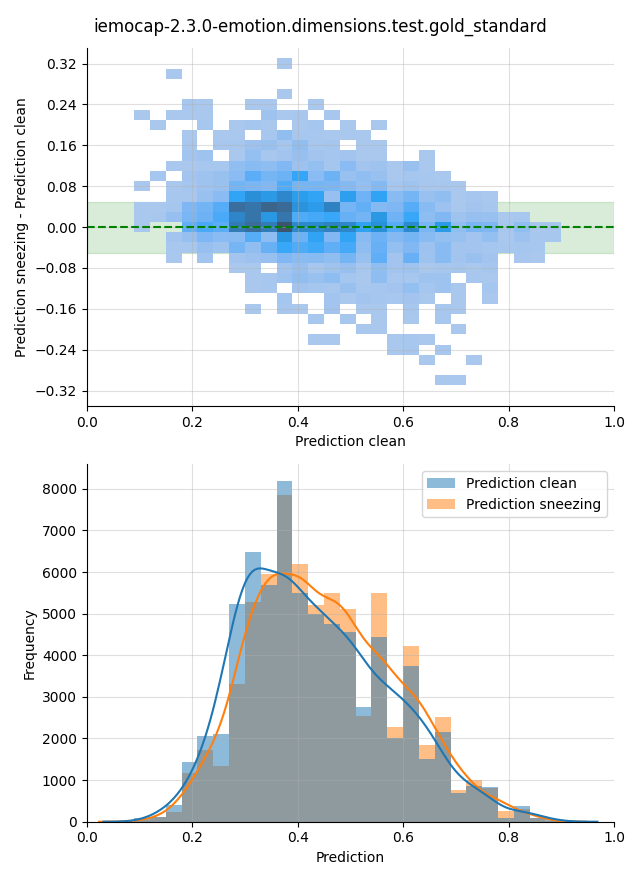 iemocap-2.3.0-emotion.dimensions.test.gold_standard
0.32
0.24
0.16
0.08
0.00
−0.08
−0.16
−0.24
−0.32
Prediction sneezing - Prediction clean
0.0 0.2 0.4 0.6 0.8 1.0
Prediction clean
Prediction clean
Prediction sneezing
8000
7000
6000
5000
4000
3000
2000
1000
0
Frequency
0.0 0.2 0.4 0.6 0.8 1.0
Prediction